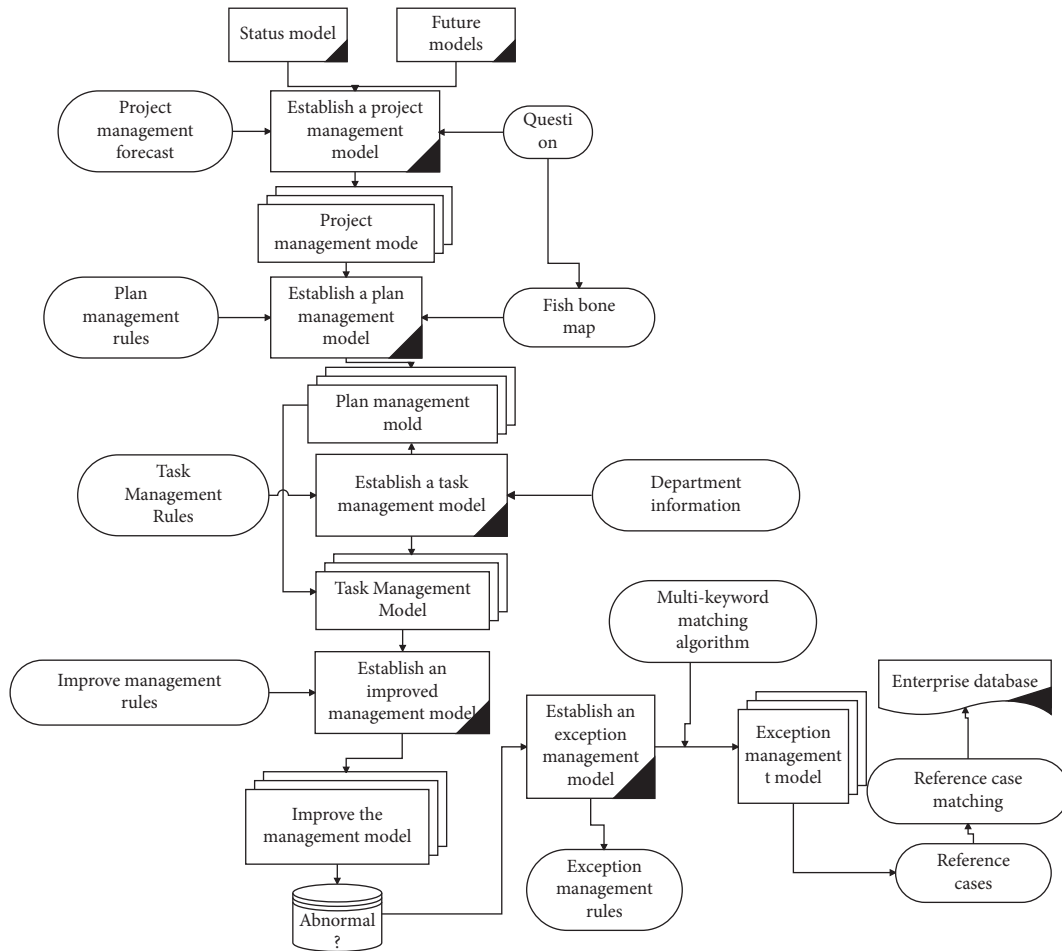 Status model
Future
models
Project
management
forecast
Establish a project
management
model
Questi
on
Project
management mode
Plan
management
rules
Establish a plan
management
model
Fish bone
map
Plan management
mold
Task
Management
Rules
Establish a task
management model
Department
information
Task Management
Model
Multi-keyword
matching
algorithm
Improve management
rules
Establish an
improved
management model
Establish an
exception
management
model
Exception
managemen
t model
Enterprise database
Reference case
matching
Improve the
management model
Exception
management
rules
Reference
cases
Abnormal
?